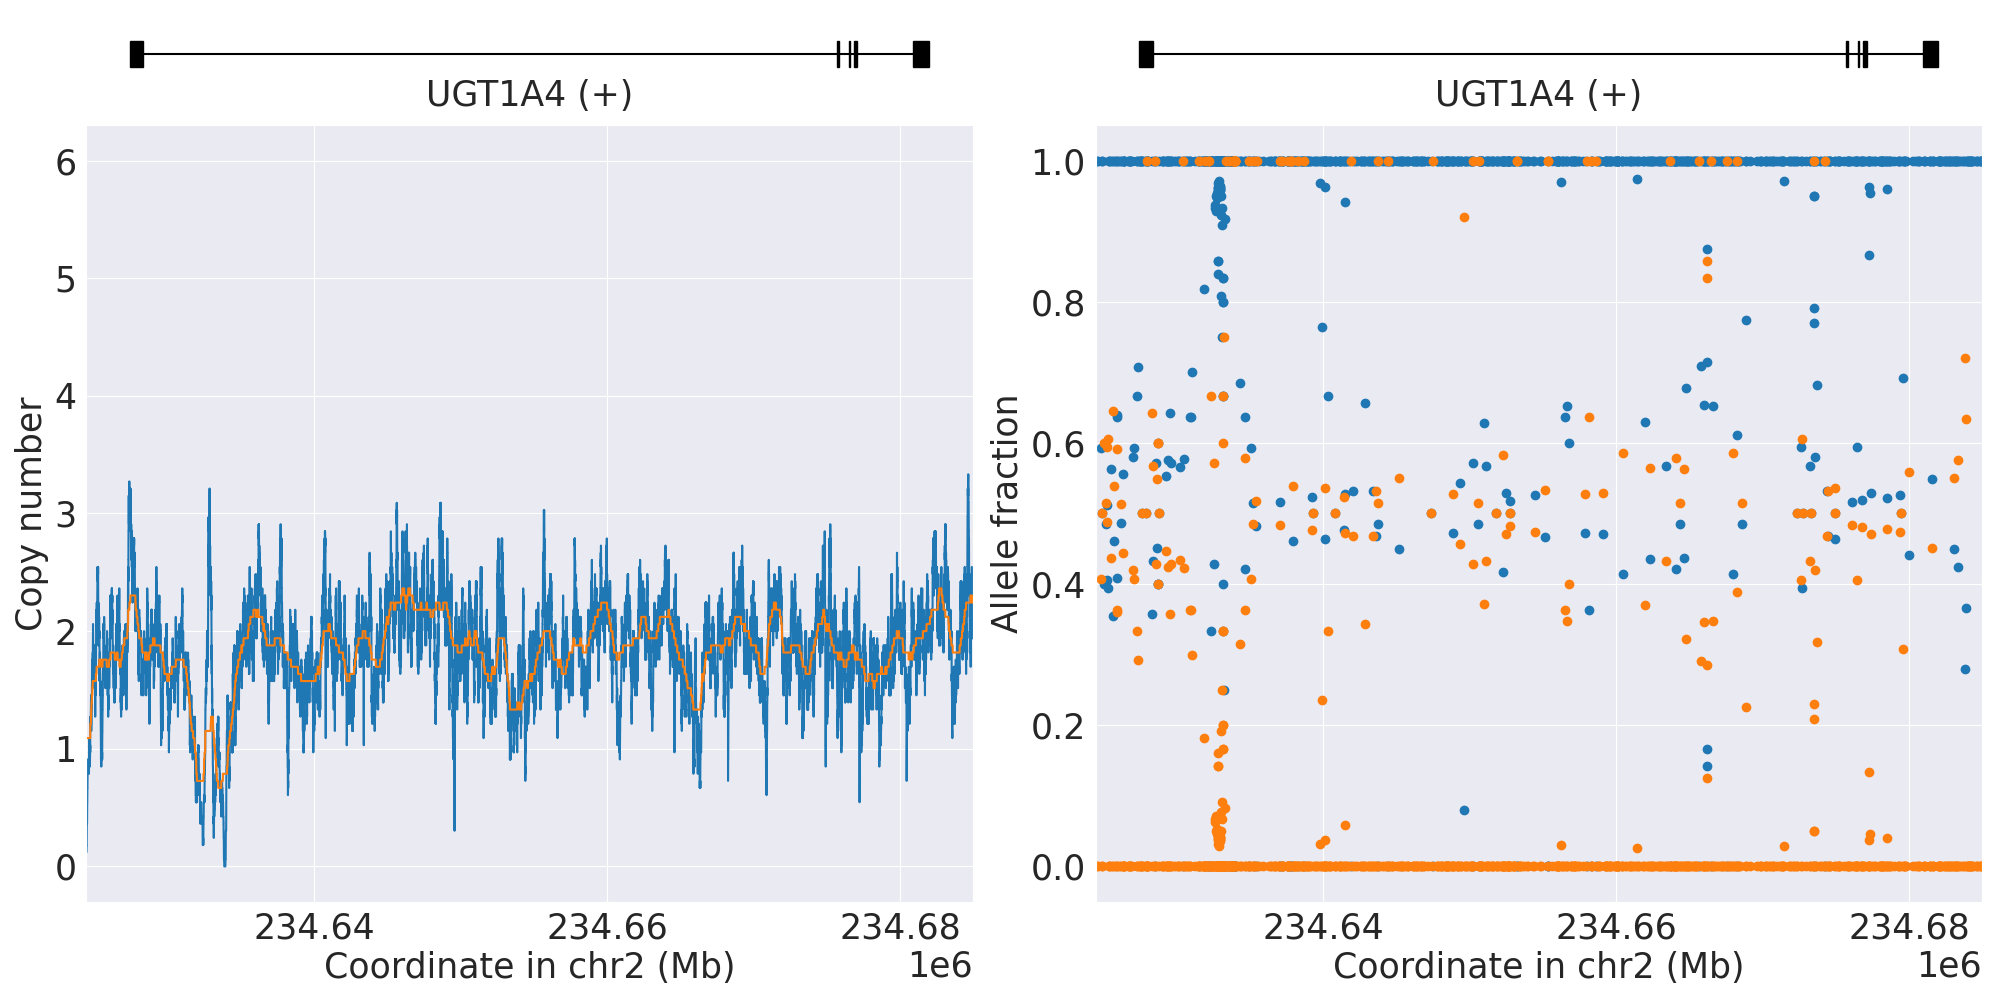 UGT1A4 (+)
6
5
4
3
2
1
0
Copy number
234.64
234.66
234.68
Coordinate in chr2 (Mb)
1e6
UGT1A4 (+)
1.0
0.8
0.6
0.4
0.2
0.0
Allele fraction
234.64
234.66
234.68
Coordinate in chr2 (Mb)
1e6